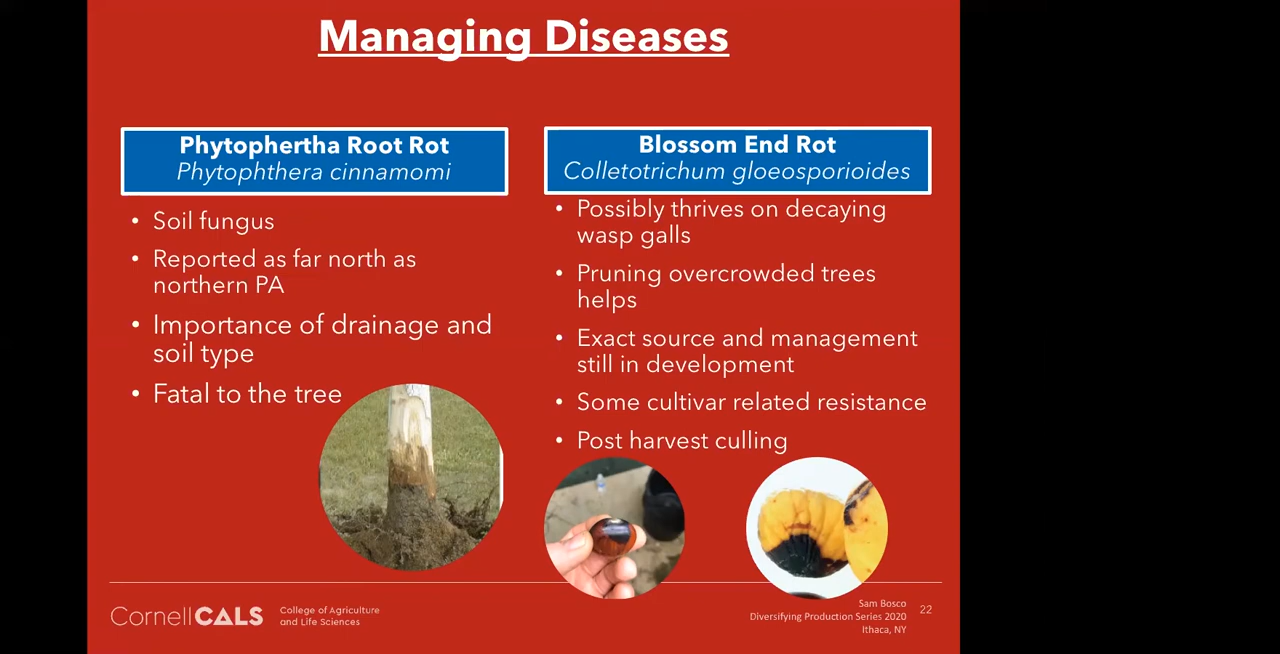 Managing Diseases
Phytophertha Root Rot
Phytophthera cinnamomi
• Soil fungus
• Reported as far north as
northern PA
• Importance of drainage and
soil type
• Fatal to the tree
Blossom End Rot
Colletotrichum gloeosporioides
• Possibly thrives on decaying
wasp galls
• Pruning overcrowded trees
helps
• Exact source and management
still in development
• Some cultivar related resistance
• Post harvest culling
CornellCALS
College of Agriculture
and Life Sciences
Sam Bosco
Diversifying Production Series 2020
Ithaca, NY
22